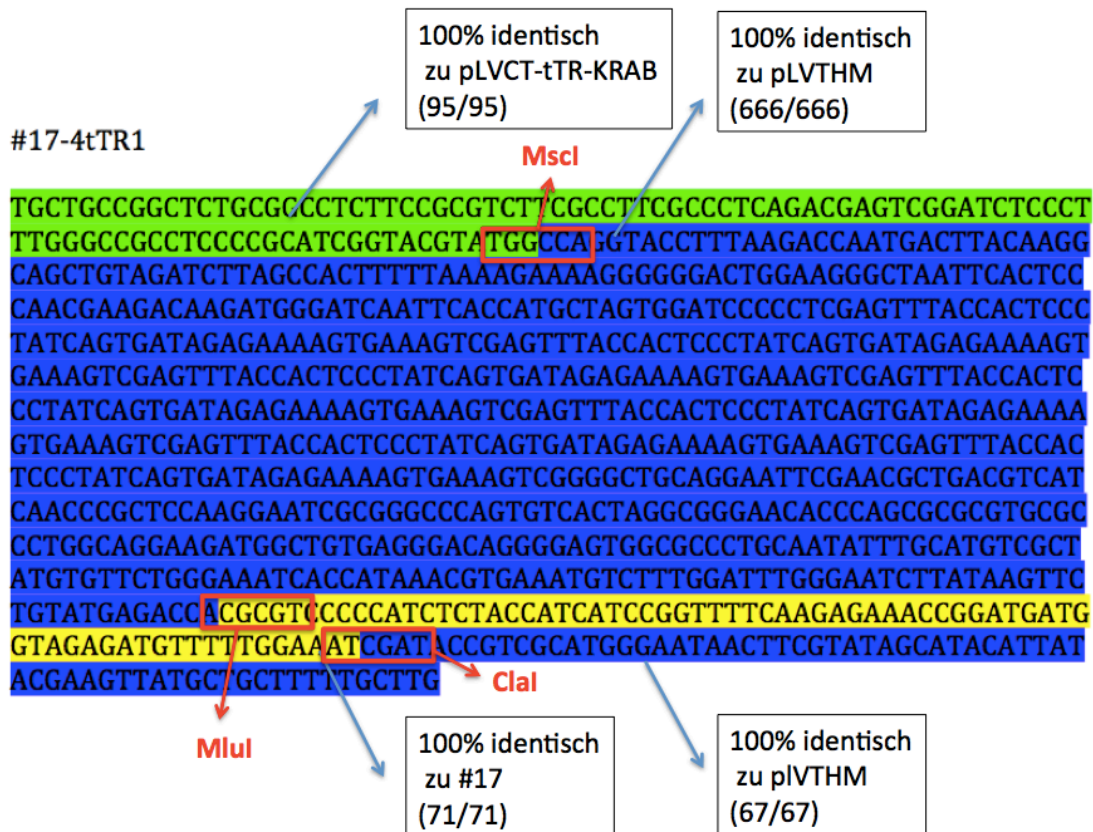 100% identisch
zu pLVCT-tTR-KRAB
(95/95)
100% identisch
zu pLVTHM
(666/666)
#17-4tTR1
MscI
TGCTGCCGGCTCTGCGGCCTCTTCCGCGTCTTCGCCTTCGCCCTCAGACGAGTCGGATCTCCCT
TTGGGCCGCCTCCCCGCATCGGTACGTATGGCCAGGTACCTTTAAGACCAATGACTTACAAGG
CAGCTGTAGATCTTAGCCACTTTTTAAAAGAAAAGGGGGGACTGGAAGGGCTAATTCACTCC
CAACGAAGACAAGATGGGATCAATTCACCATGCTAGTGGATCCCCCTCGAGTTTACCACTCCC
TATCAGTGATAGAGAAAAGTGAAAGTCGAGTTTACCACTCCCTATCAGTGATAGAGAAAAGT
GAAAGTCGAGTTTACCACTCCCTATCAGTGATAGAGAAAAGTGAAAGTCGAGTTTACCACTC
CCTATCAGTGATAGAGAAAAGTGAAAGTCGAGTTTACCACTCCCTATCAGTGATAGAGAAAA
GTGAAAGTCGAGTTTACCACTCCCTATCAGTGATAGAGAAAAGTGAAAGTCGAGTTTACCAC
TCCCTATCAGTGATAGAGAAAAGTGAAAGTCGGGGCTGCAGGAATTCGAACGCTGACGTCAT
CAACCCGCTCCAAGGAATCGCGGGCCCAGTGTCACTAGGCGGGAACACCCAGCGCGCGTGCGC
CCTGGCAGGAAGATGGCTGTGAGGGACAGGGGAGTGGCGCCCTGCAATATTTGCATGTCGCT
ATGTGTTCTGGGAAATCACCATAAACGTGAAATGTCTTTGGATTTGGGAATCTTATAAGTTC
TGTATGAGACCACGCGTCCCCCATCTCTACCATCATCCGGTTTTCAAGAGAAACCGGATGATG
GTAGAGATGTTTTTGGAAATCGATACCGTCGCATGGGAATAACTTCGTATAGCATACATTAT
ACGAAGTTATGCTGCTTTTTGCTTG
ClaI
MluI
100% identisch
zu #17
(71/71)
100% identisch
zu plVTHM
(67/67)